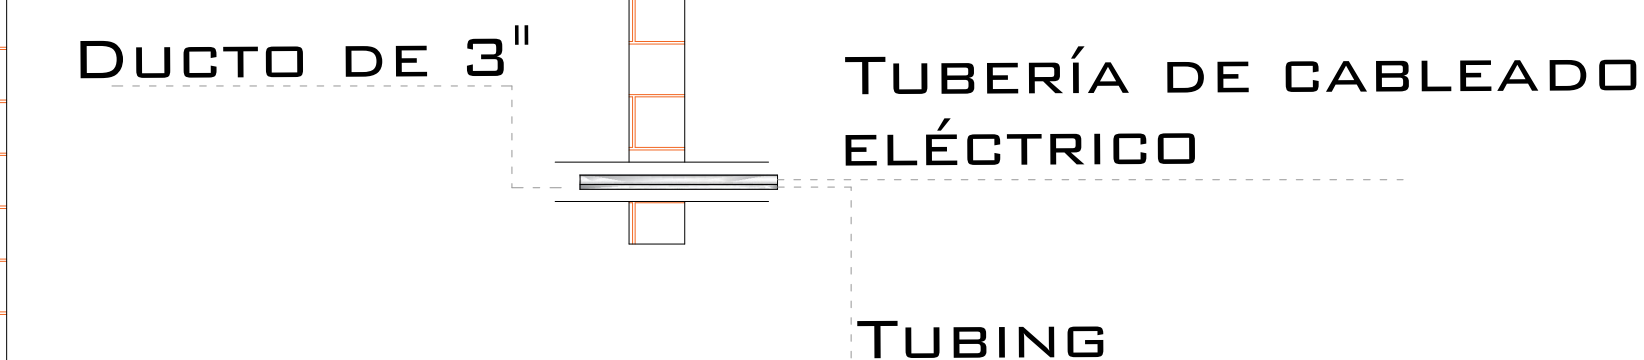 Ducto de 3"
Tubería de cableado
eléctrico
Tubing